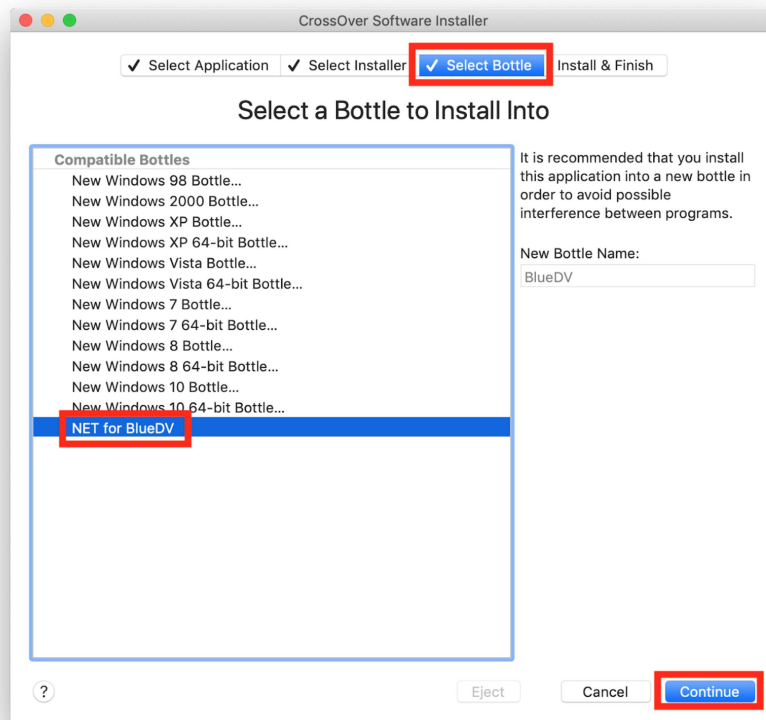 CrossOver Software Installer
✓ Select Application ✓ Select Installer ✓ Select Bottle Install & Finish
Select a Bottle to Install Into
Compatible Bottles
New Windows 98 Bottle...
New Windows 2000 Bottle...
New Windows XP Bottle...
New Windows XP 64-bit Bottle...
New Windows Vista Bottle...
New Windows Vista 64-bit Bottle...
New Windows 7 Bottle...
New Windows 7 64-bit Bottle...
New Windows 8 Bottle...
New Windows 8 64-bit Bottle...
New Windows 10 Bottle...
New Windows 10 64-bit Bottle...
NET for BlueDV
It is recommended that you install
this application into a new bottle in
order to avoid possible
interference between programs.
New Bottle Name:
BlueDV
? Eject Cancel Continue